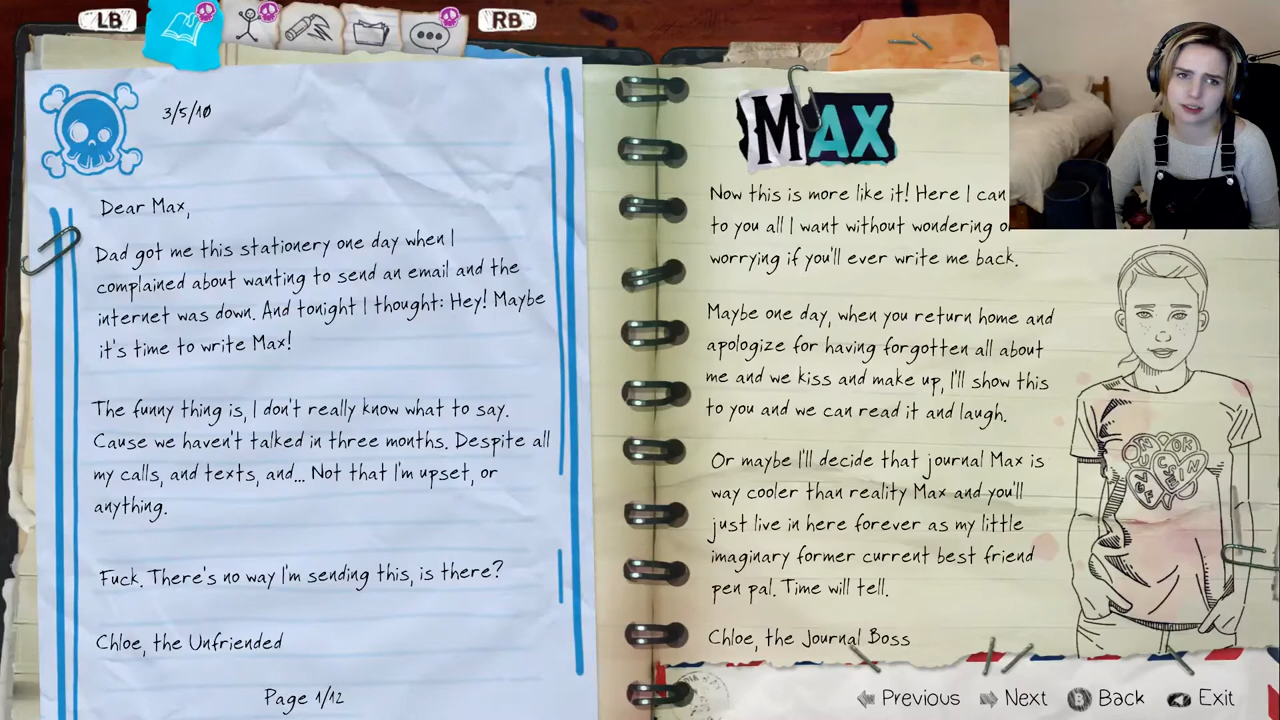 LB
RB
3/5/10
Dear Max,
Dad got me this stationery one day when I
complained about wanting to send an email and the
internet was down. And tonight I thought: Hey! Maybe
it's time to write Max!
The funny thing is, I don't really know what to say.
Cause we haven't talked in three months. Despite all
my calls, and texts, and... Not that I'm upset, or
anything.
Fuck. There's no way I'm sending this, is there?
Chloe, the Unfriended
Page 1/12
MAX
Now this is more like it! Here I can
to you all I want without wondering or
worrying if you'll ever write me back.
Maybe one day, when you return home and
apologize for having forgotten all about
me and we kiss and make up, I'll show this
to you and we can read it and laugh.
Or maybe I'll decide that journal Max is
way cooler than reality Max and you'll
just live in here forever as my little
imaginary former current best friend
pen pal. Time will tell.
Chloe, the Journal Boss
Previous
Next
B Back
Exit